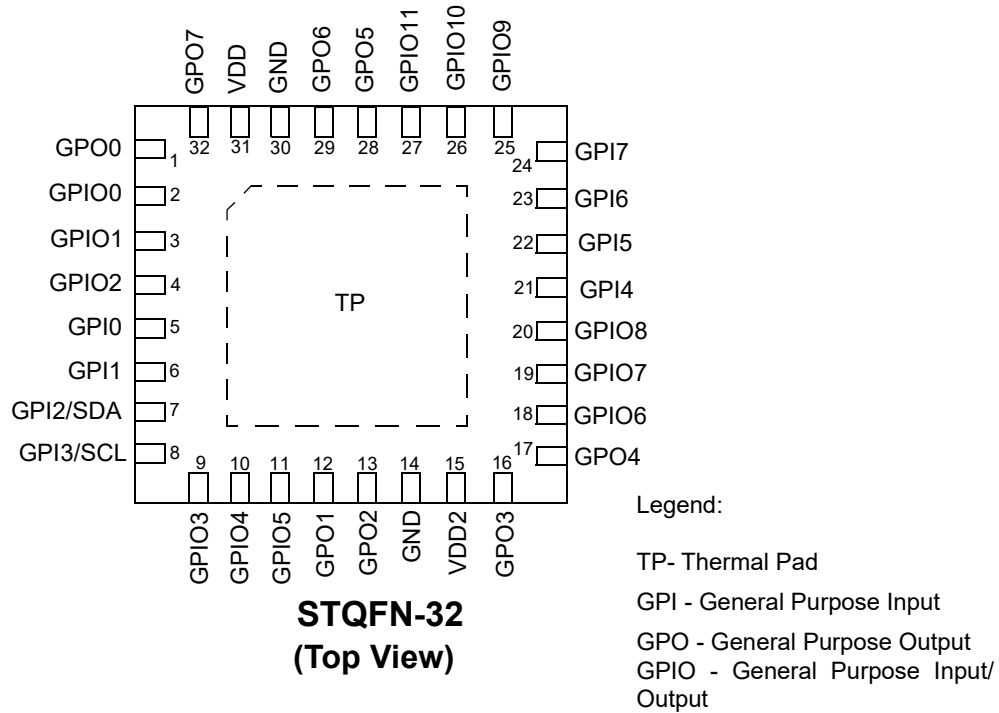 GPO7 VDD GND GPO6 GPO5 GPIO11 GPIO10 GPIO9
32 31 30 29 28 27 26 25
GPO0 1
GPIO0 2
GPIO1 3
GPIO2 4
GPI0 5
GPI1 6
GPI2/SDA 7
GPI3/SCL 8
TP
24 GPI7
23 GPI6
22 GPI5
21 GPI4
20 GPIO8
19 GPIO7
18 GPIO6
17 GPO4
9 10 11 12 13 14 15 16
GPIO3 GPIO4 GPIO5 GPO1 GPO2 GND VDD2 GPO3
STQFN-32
(Top View)
Legend:
TP- Thermal Pad
GPI - General Purpose Input
GPO - General Purpose Output
GPIO - General Purpose Input/
Output